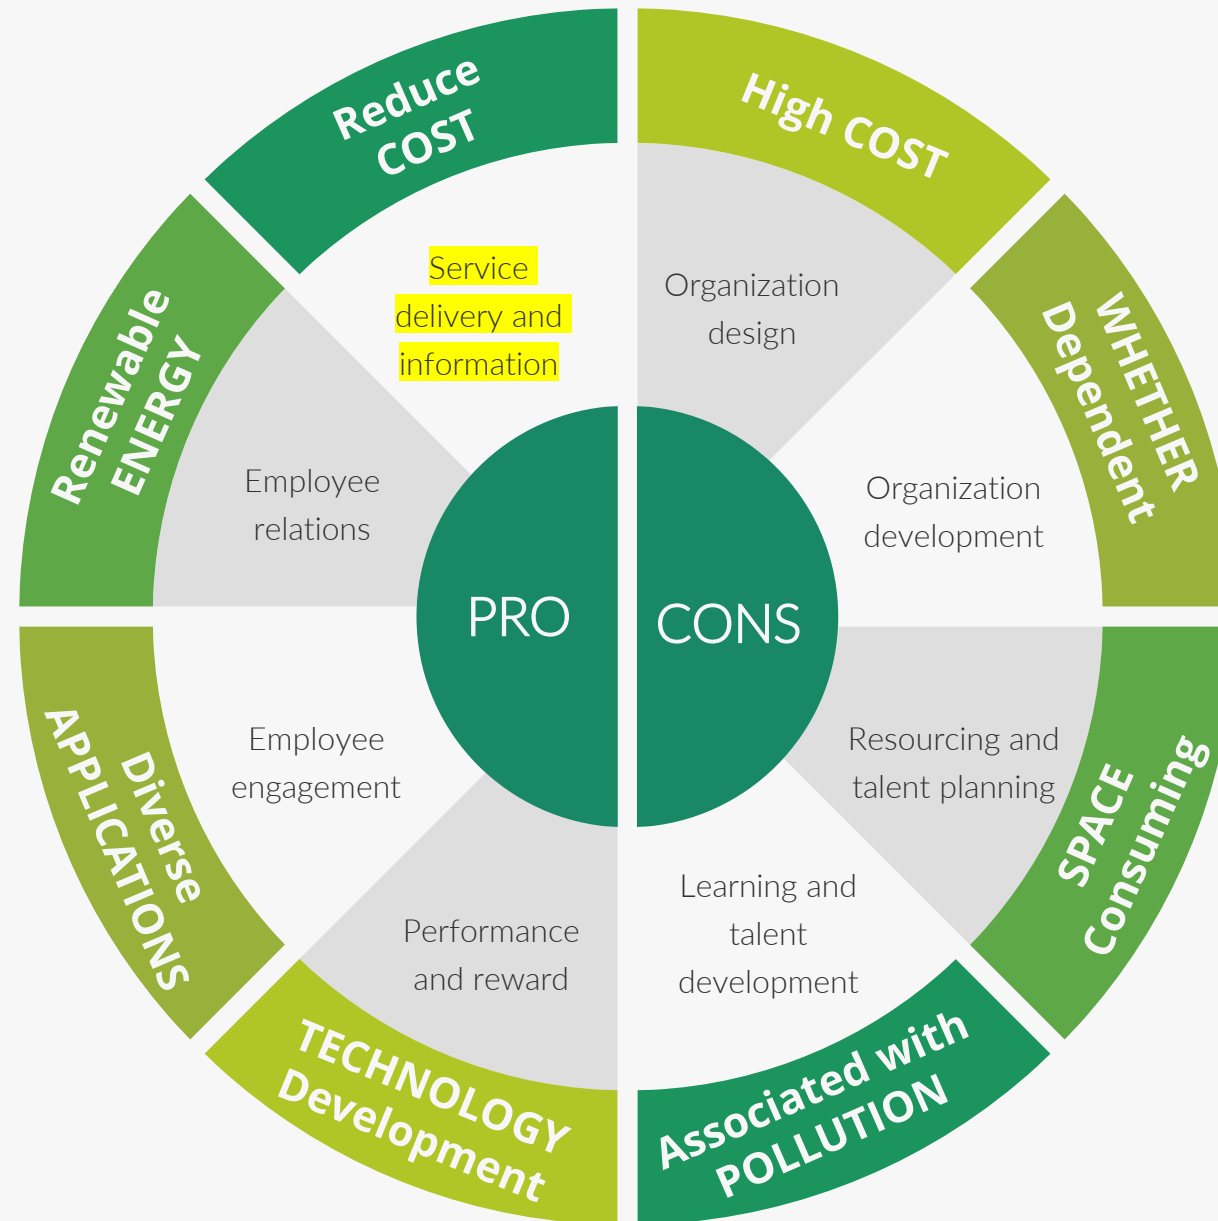 Reduce
COST
High COST
Service
delivery and
information
Organization
design
Renewable
ENERGY
WHETHER
Dependent
Employee
relations
Organization
development
PRO
CONS
Diverse
APPLICATIONS
Employee
engagement
Resourcing and
talent planning
SPACE
Consuming
Performance
and reward
Learning and
talent
development
TECHNOLOGY
Development
Associated with
POLLUTION